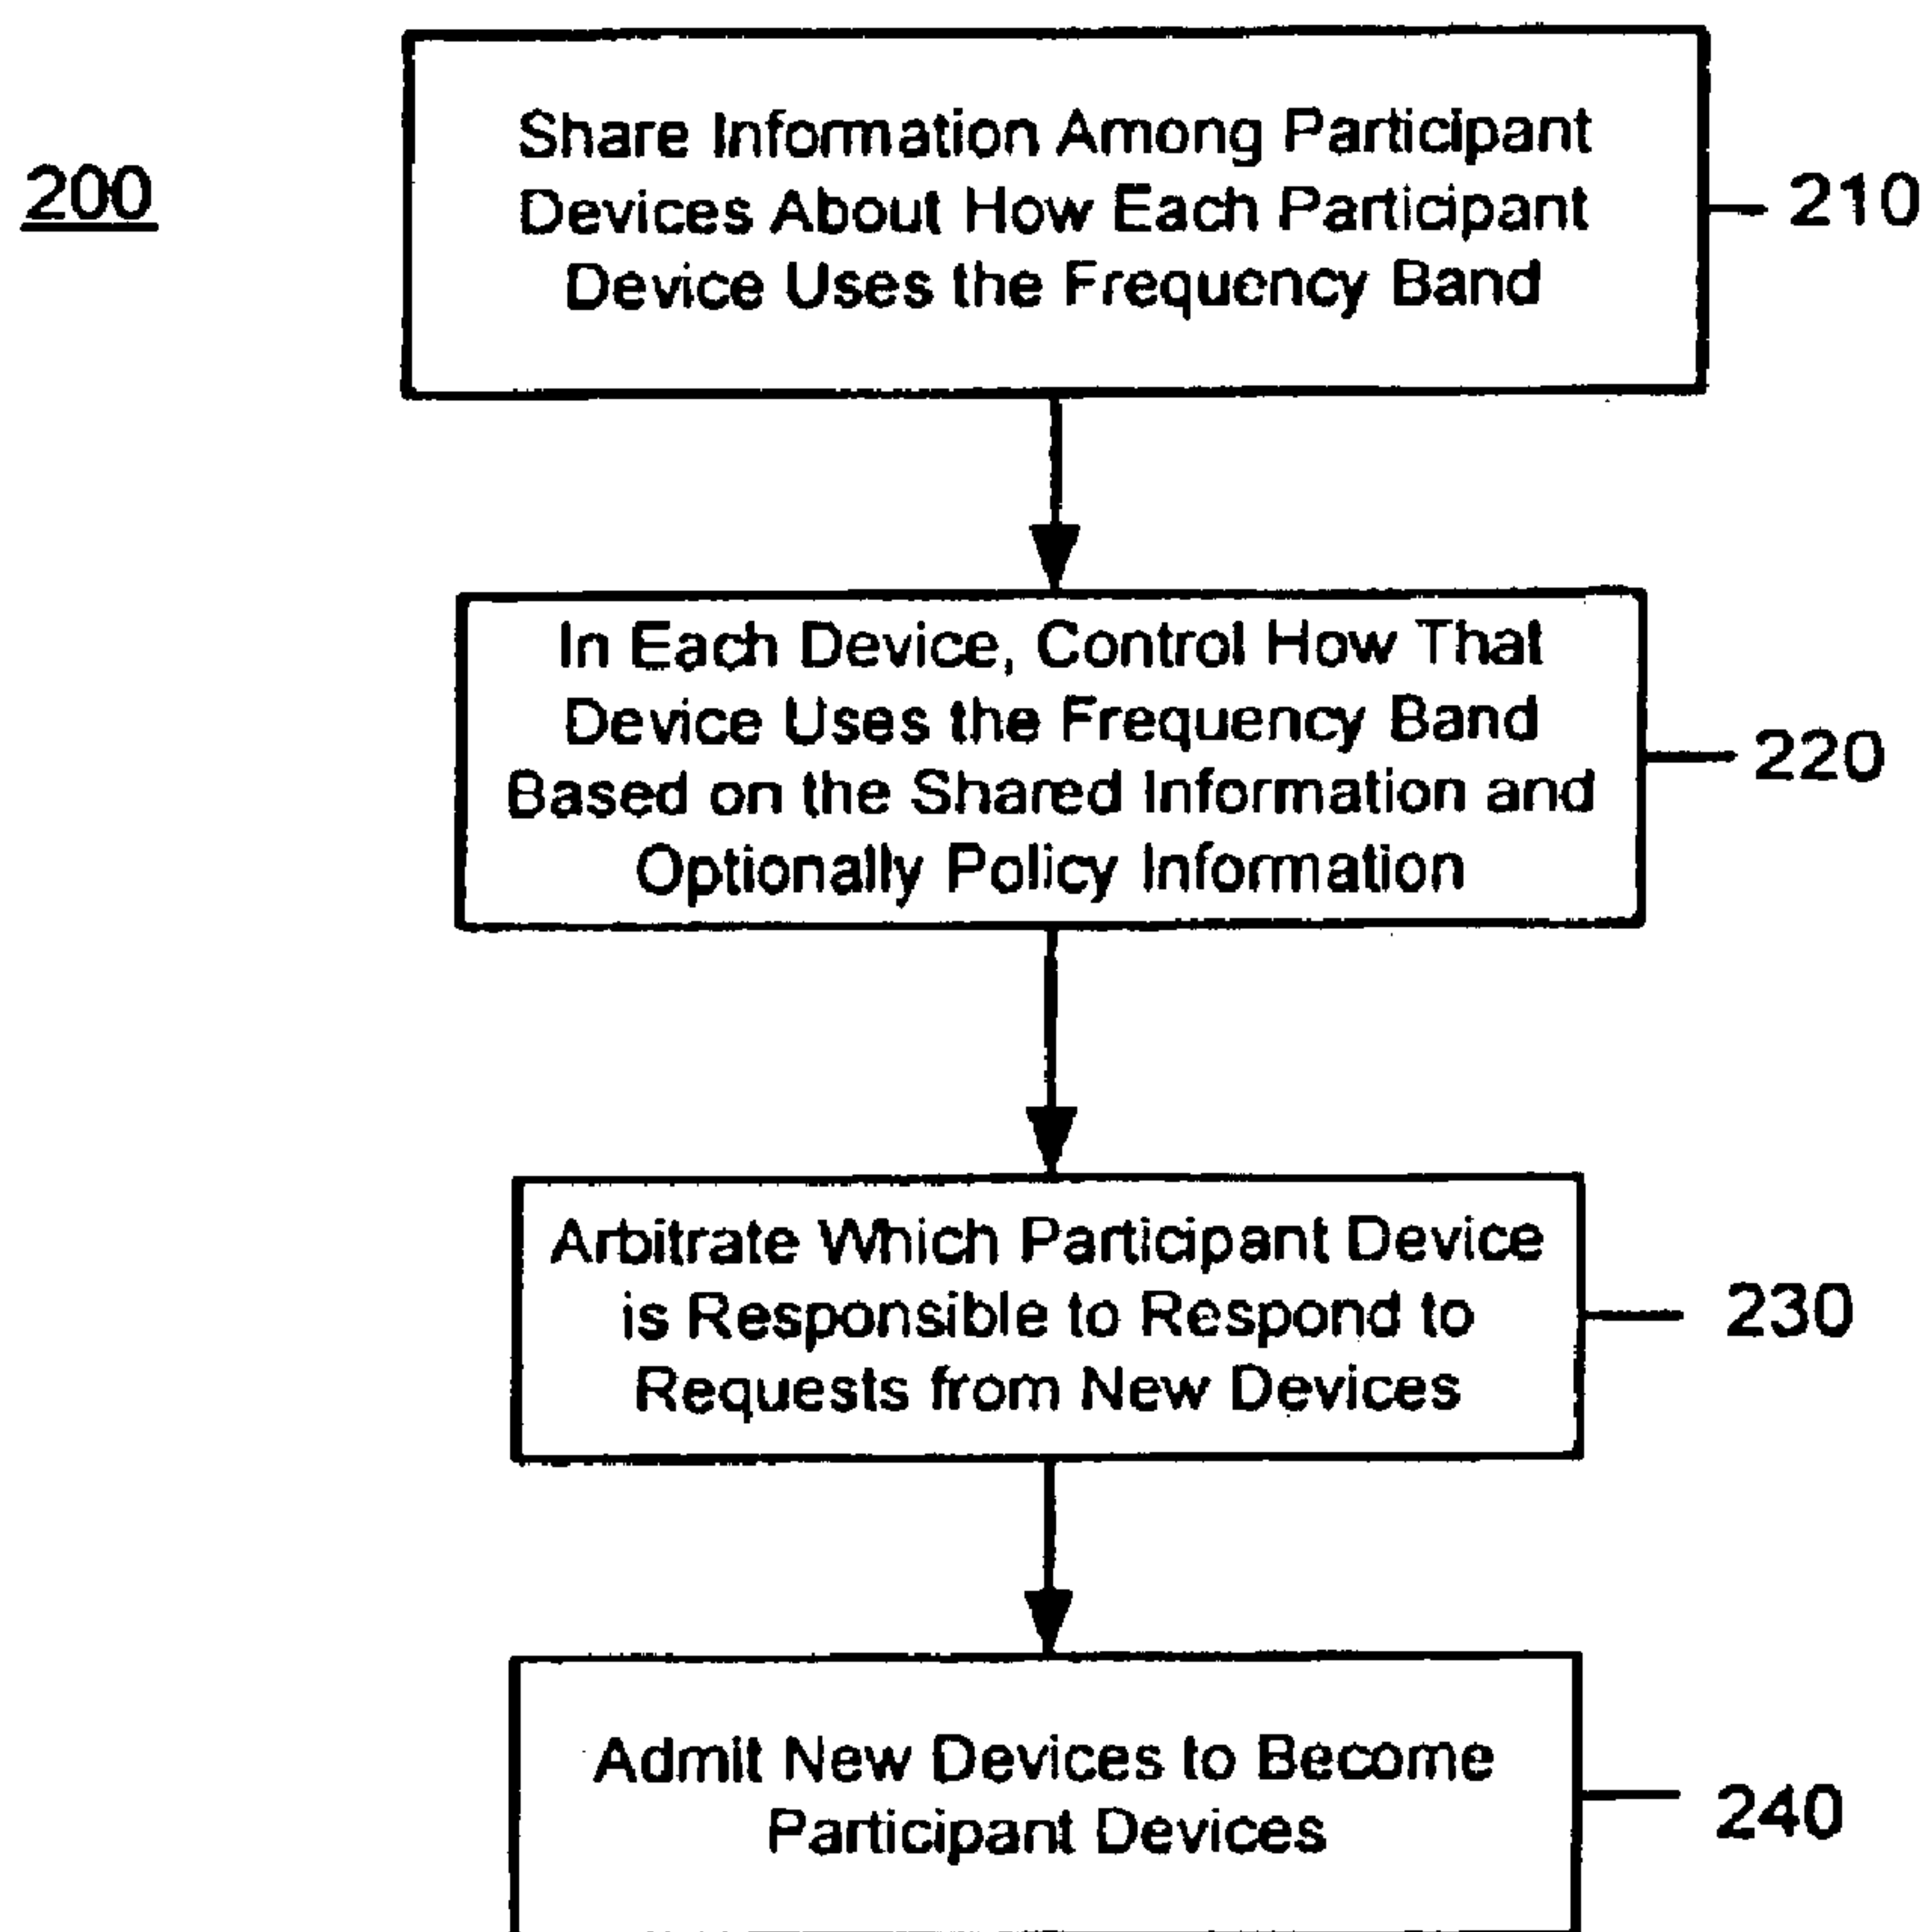 200
Share Information Among Participant
Devices About How Each Participant
Device Uses the Frequency Band
210
In Each Device, Control How That
Device Uses the Frequency Band
Based on the Shared Information and
Optionally Policy Information
220
Arbitrate Which Participant Device
is Responsible to Respond to
Requests from New Devices
230
Admit New Devices to Become
Participant Devices
240